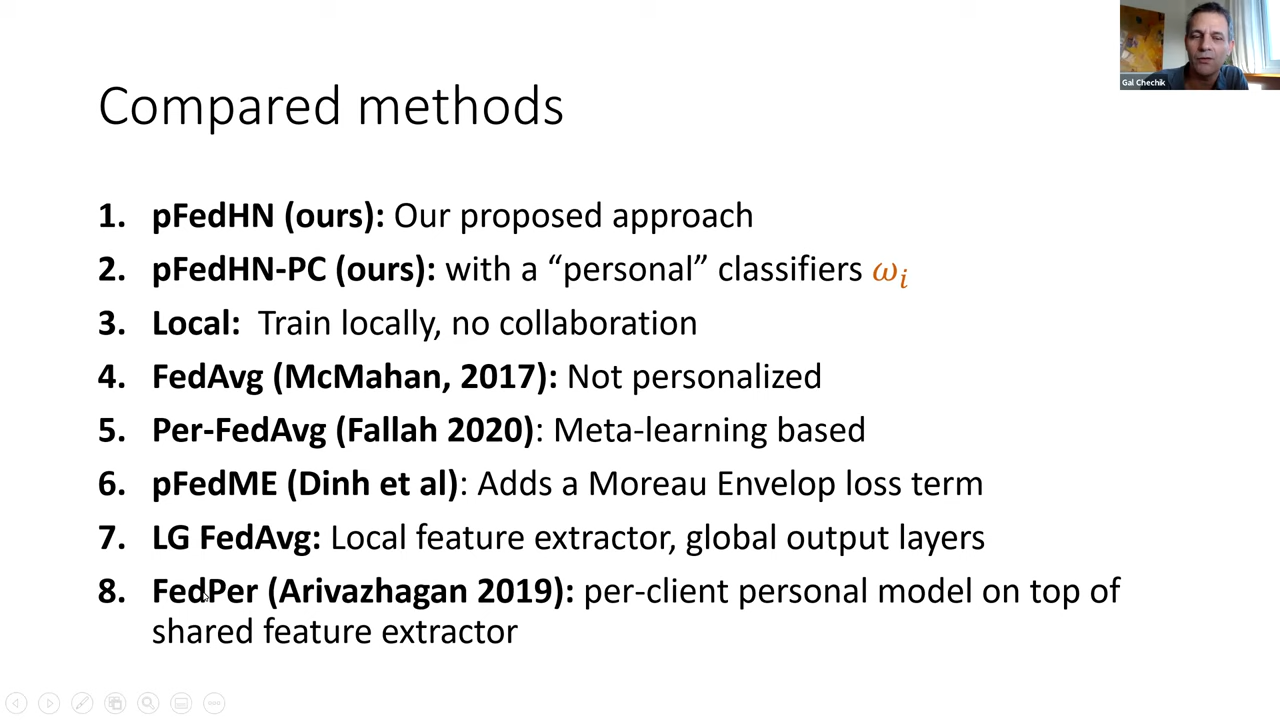 Gal Chechik
Compared methods
1. pFedHN (ours): Our proposed approach
2. pFedHN-PC (ours): with a “personal” classifiers ωi
3. Local: Train locally, no collaboration
4. FedAvg (McMahan, 2017): Not personalized
5. Per-FedAvg (Fallah 2020): Meta-learning based
6. pFedME (Dinh et al): Adds a Moreau Envelop loss term
7. LG FedAvg: Local feature extractor, global output layers
8. FedPer (Arivazhagan 2019): per-client personal model on top of
shared feature extractor